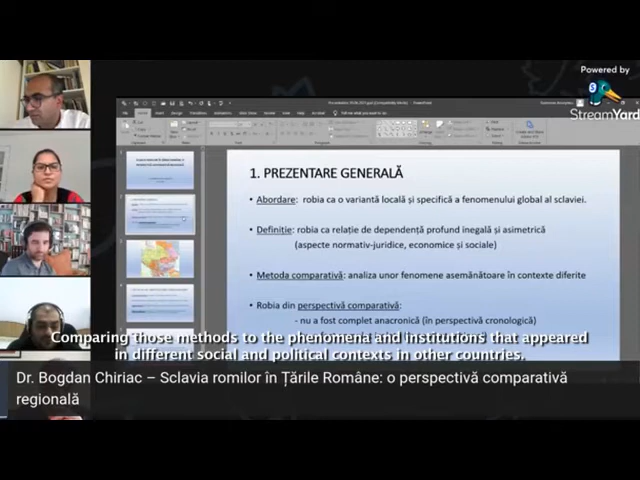 Powered by
StreamYard
1. PREZENTARE GENERALĂ
• Abordare: robia ca o variantă locală și specifică a fenomenului global al sclaviei.
• Definiție: robia ca relație de dependență profund inegală și asimetrică
(aspecte normativ-juridice, economice și sociale)
• Metoda comparativă: analiza unor fenomene asemănătoare în contexte diferite
• Robia din perspectivă comparativă:
- nu a fost complet anacronică (în perspectivă cronologică)
Comparing those methods to the phenomena and institutions that appeared
in different social and political contexts in other countries.
Dr. Bogdan Chiriac – Sclavia romilor în Țările Române: o perspectivă comparativă
regională